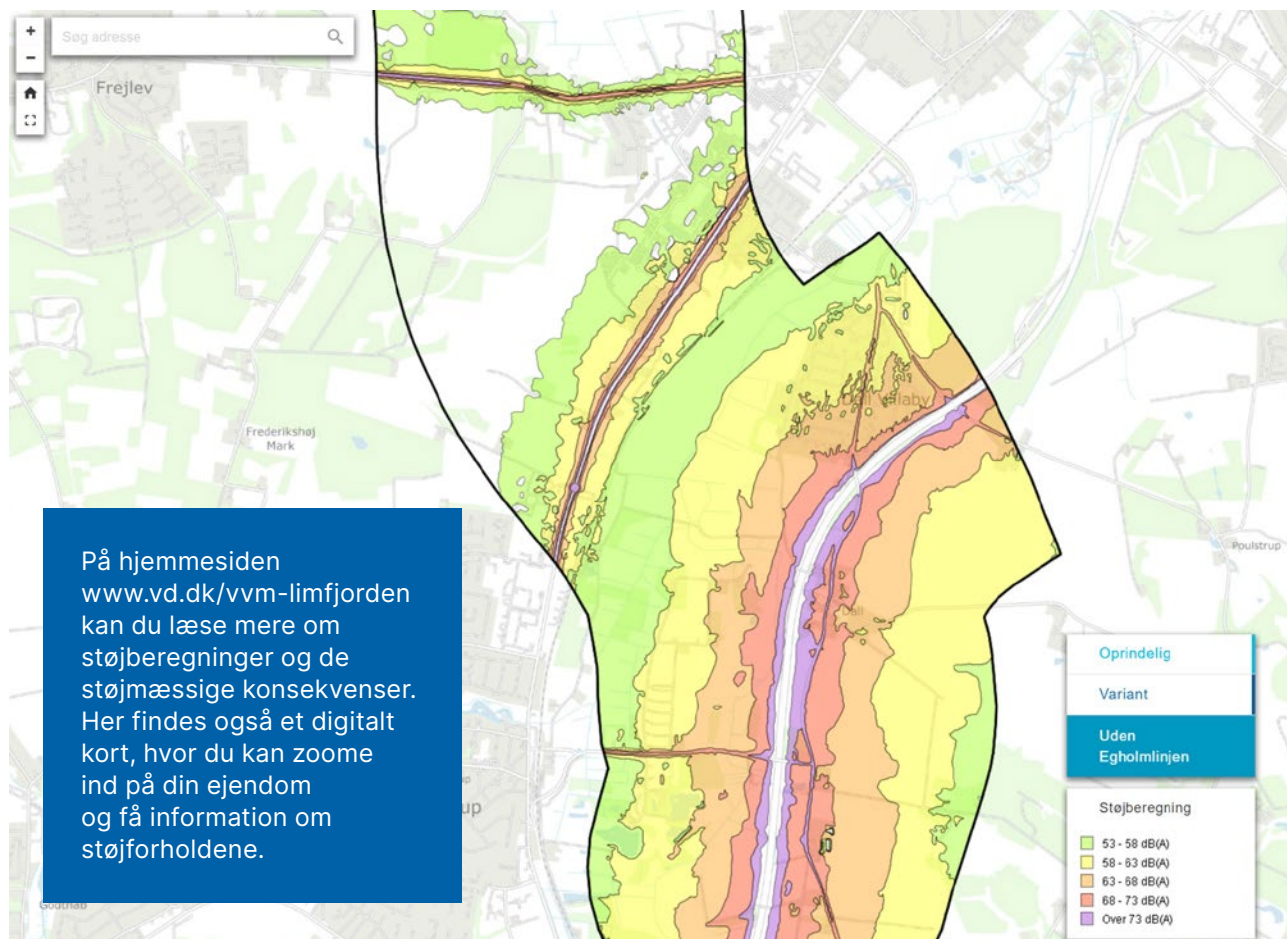 +
Søg adresse
−
Frejlev
Dall Villaby
Frederikshøj
Mark
På hjemmesiden
www.vd.dk/vvm-limfjorden
kan du læse mere om
støjberegninger og de
støjmæssige konsekvenser.
Her findes også et digitalt
kort, hvor du kan zoome
ind på din ejendom
og få information om
støjforholdene.
Poulstrup
Dall
Oprindelig
Variant
Uden
Egholmlinjen
Støjberegning
53 - 58 dB(A)
58 - 63 dB(A)
63 - 68 dB(A)
68 - 73 dB(A)
Over 73 dB(A)